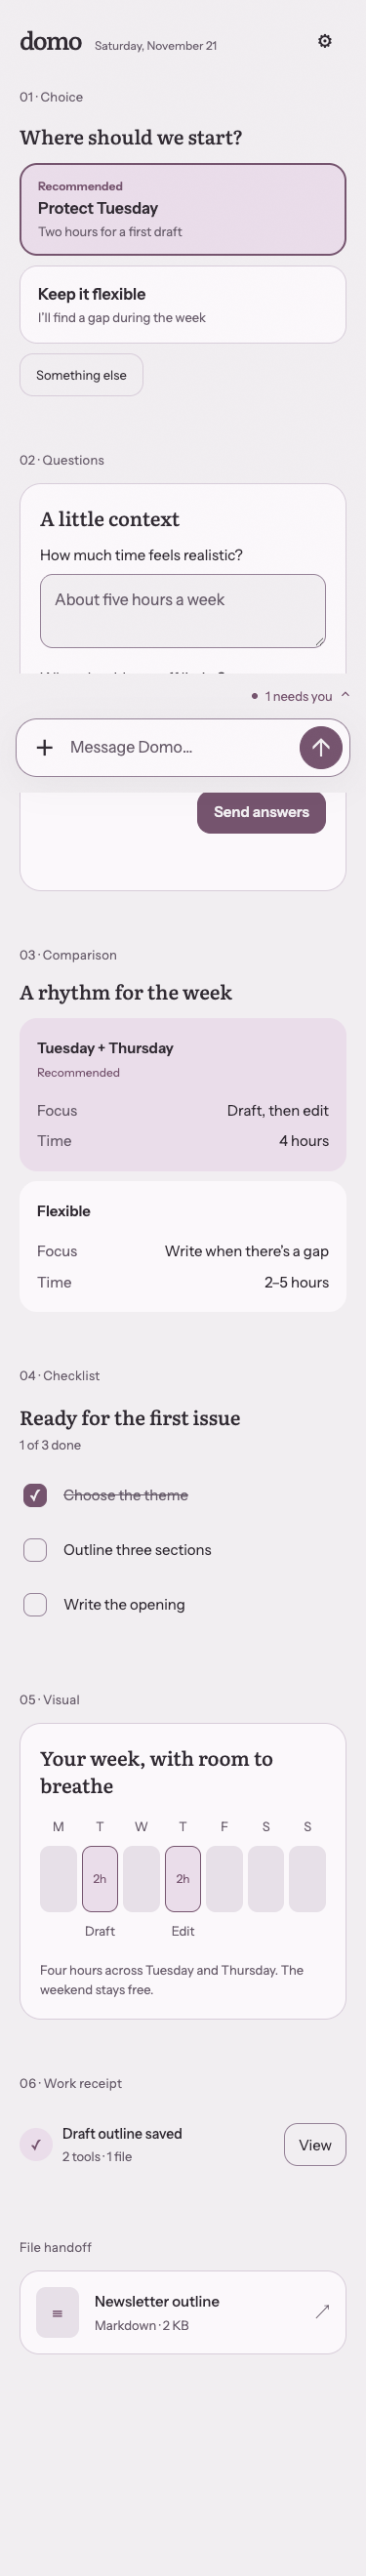 domo Saturday, November 21
01 · Choice
Where should we start?
Recommended
Protect Tuesday
Two hours for a first draft
Keep it flexible
I'll find a gap during the week
Something else
02 · Questions
A little context
How much time feels realistic?
About five hours a week
1 needs you
Message Domo...
Send answers
03 · Comparison
A rhythm for the week
Tuesday + Thursday
Recommended
Focus Draft, then edit
Time 4 hours
Flexible
Focus Write when there's a gap
Time 2–5 hours
04 · Checklist
Ready for the first issue
1 of 3 done
Choose the theme
Outline three sections
Write the opening
05 · Visual
Your week, with room to
breathe
M T W T F S S
2h 2h
Draft Edit
Four hours across Tuesday and Thursday. The
weekend stays free.
06 · Work receipt
Draft outline saved
2 tools · 1 file
View
File handoff
Newsletter outline
Markdown · 2 KB